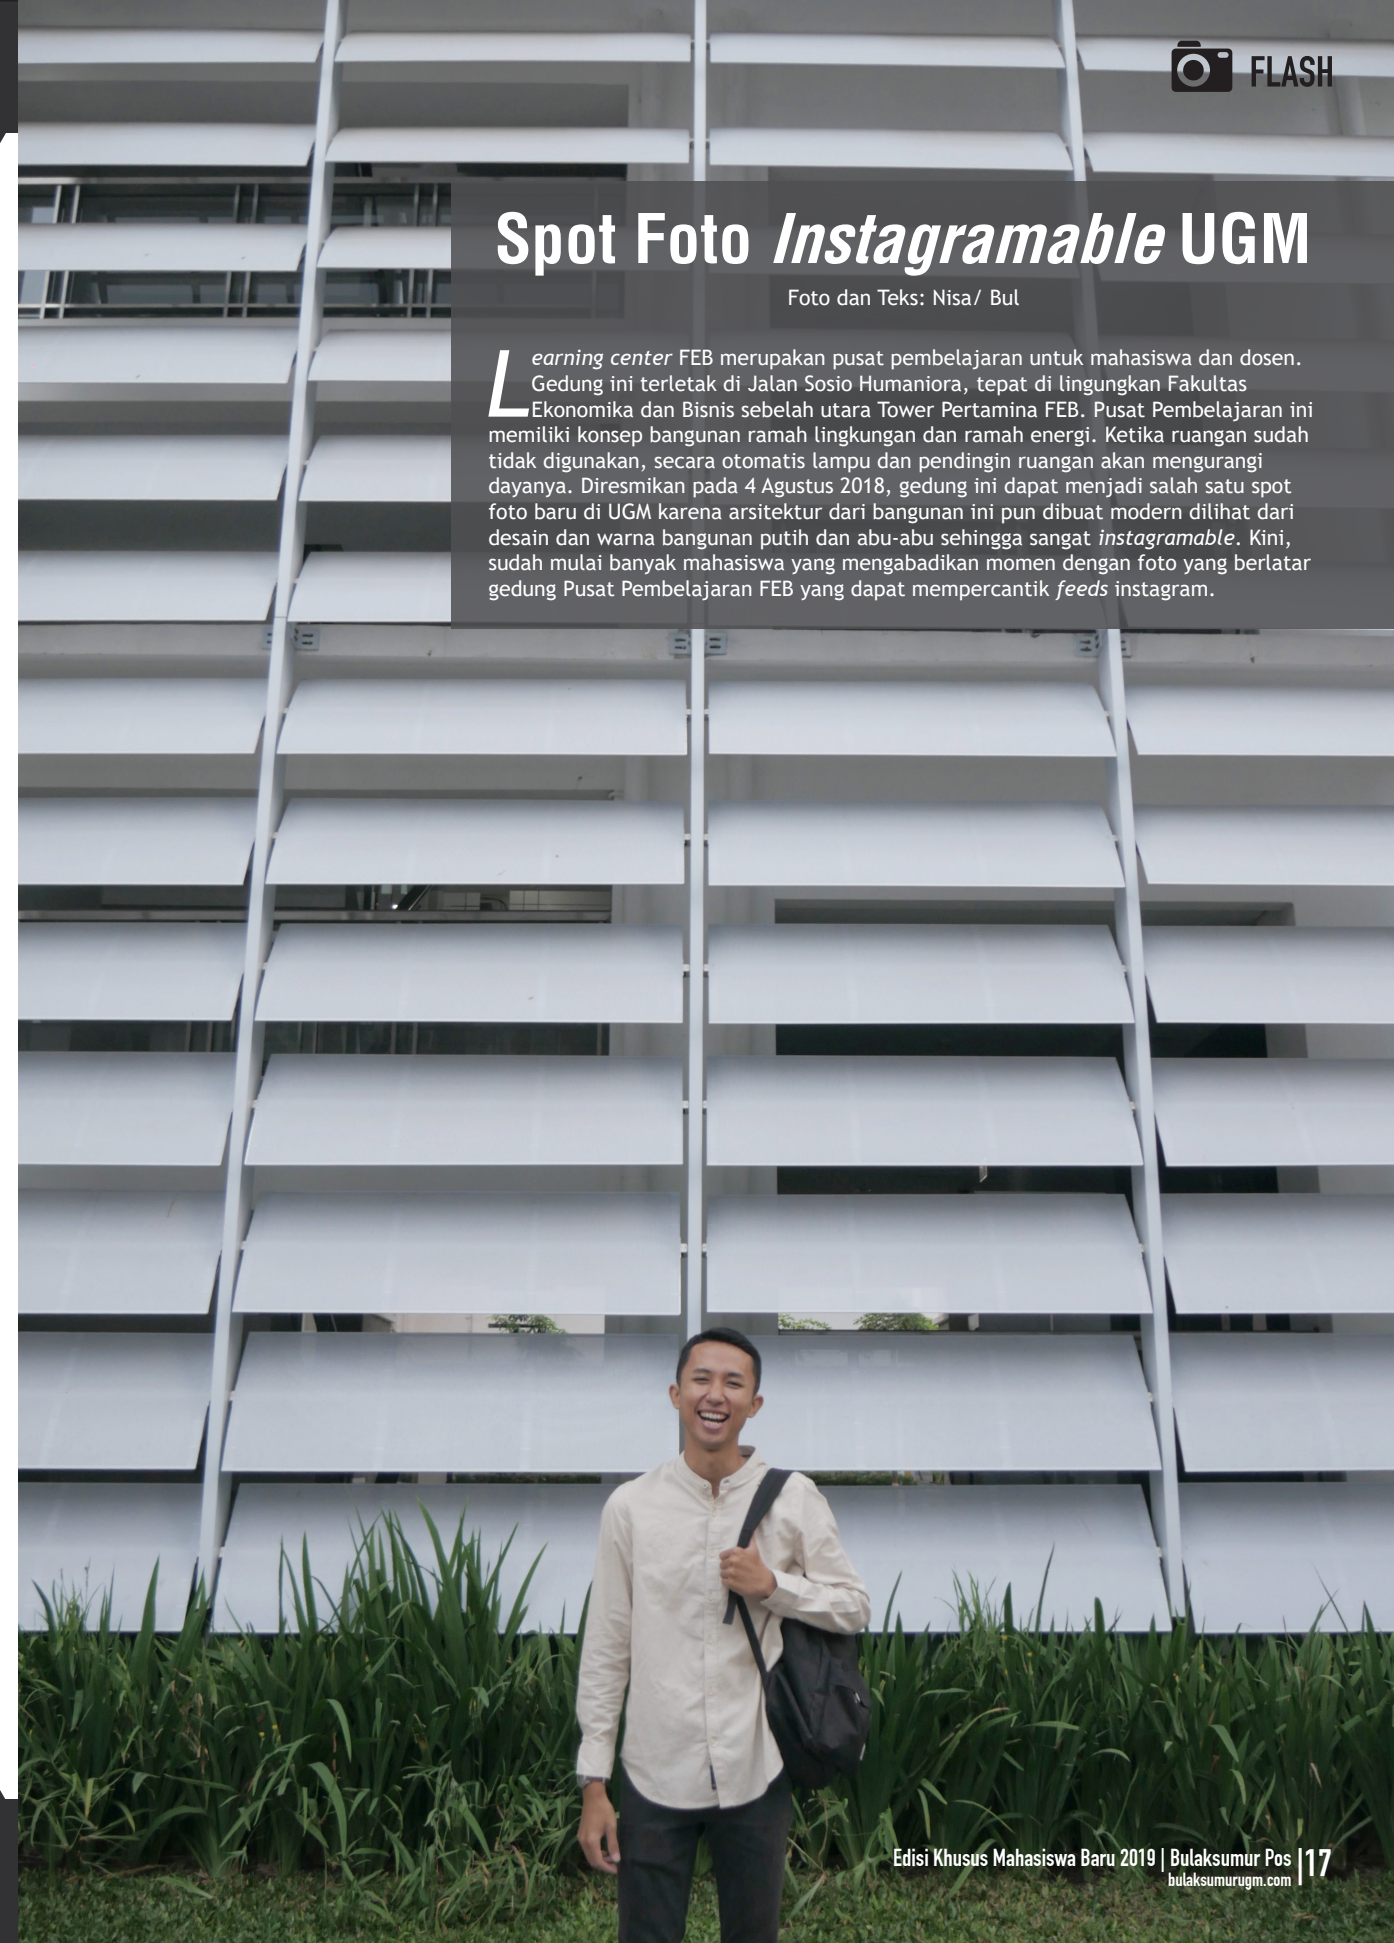 FLASH
Spot Foto Instagramable UGM
Foto dan Teks: Nisa/ Bul
Learning center FEB merupakan pusat pembelajaran untuk mahasiswa dan dosen.
Gedung ini terletak di Jalan Sosio Humaniora, tepat di lingungkan Fakultas
Ekonomika dan Bisnis sebelah utara Tower Pertamina FEB. Pusat Pembelajaran ini
memiliki konsep bangunan ramah lingkungan dan ramah energi. Ketika ruangan sudah
tidak digunakan, secara otomatis lampu dan pendingin ruangan akan mengurangi
dayanya. Diresmikan pada 4 Agustus 2018, gedung ini dapat menjadi salah satu spot
foto baru di UGM karena arsitektur dari bangunan ini pun dibuat modern dilihat dari
desain dan warna bangunan putih dan abu-abu sehingga sangat instagramable. Kini,
sudah mulai banyak mahasiswa yang mengabadikan momen dengan foto yang berlatar
gedung Pusat Pembelajaran FEB yang dapat mempercantik feeds instagram.
Edisi Khusus Mahasiswa Baru 2019 | Bulaksumur Pos |17
bulaksumurugm.com